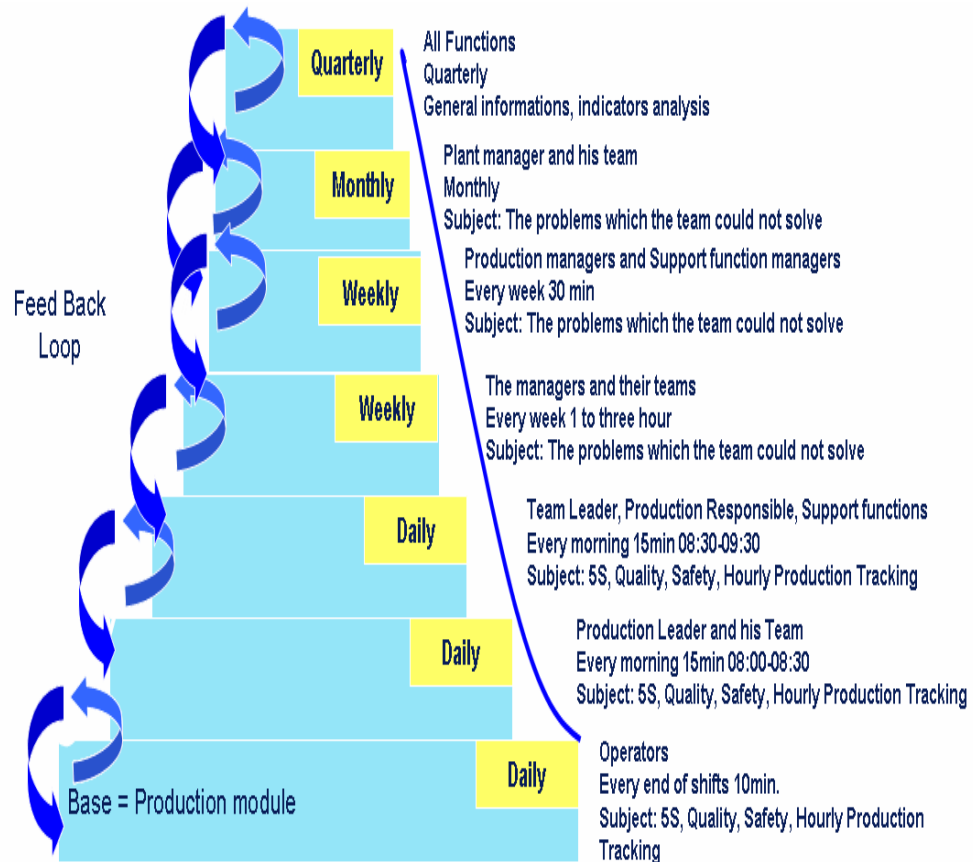 Quarterly
All Functions
Quarterly
General informations, indicators analysis
Monthly
Plant manager and his team
Monthly
Subject: The problems which the team could not solve
Weekly
Production managers and Support function managers
Every week 30 min
Subject: The problems which the team could not solve
Feed Back
Loop
Weekly
The managers and their teams
Every week 1 to three hour
Subject: The problems which the team could not solve
Daily
Team Leader, Production Responsible, Support functions
Every morning 15min 08:30-09:30
Subject: 5S, Quality, Safety, Hourly Production Tracking
Daily
Production Leader and his Team
Every morning 15min 08:00-08:30
Subject: 5S, Quality, Safety, Hourly Production Tracking
Daily
Operators
Every end of shifts 10min.
Subject: 5S, Quality, Safety, Hourly Production
Tracking
Base = Production module